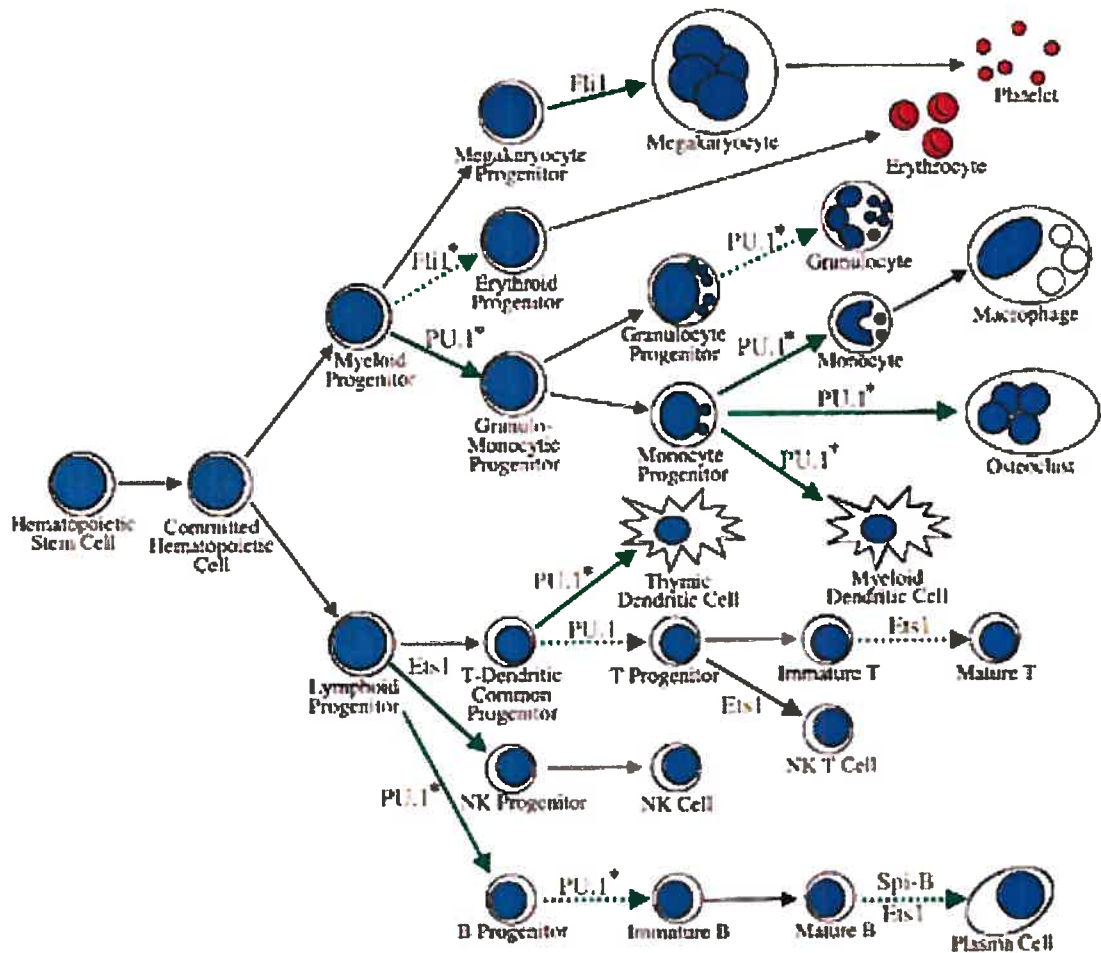 Fli1
Platelet
Megakaryocyte
Progenitor
Megakaryocyte
Erythrocyte
Fli1*
Erythroid
Progenitor
PU.1*
Granulocyte
Myeloid
Progenitor
PU.1*
Granulocyte
Progenitor
PU.1*
Monocyte
Macrophage
Granulo-
Monocytic
Progenitor
Monocyte
Progenitor
PU.1*
Osteoclast
PU.1*
Hematopoietic
Stem Cell
Committed
Hematopoietic
Cell
PU.1*
Thymic
Dendritic Cell
Myeloid
Dendritic Cell
Lymphoid
Progenitor
Ets1
T-Dendritic
Common
Progenitor
PU.1
T Progenitor
Immature T
Ets1
Mature T
Ets1
NK T Cell
PU.1*
NK Progenitor
NK Cell
B Progenitor
PU.1*
Immature B
Mature B
Spi-B
Ets1
Plasma Cell